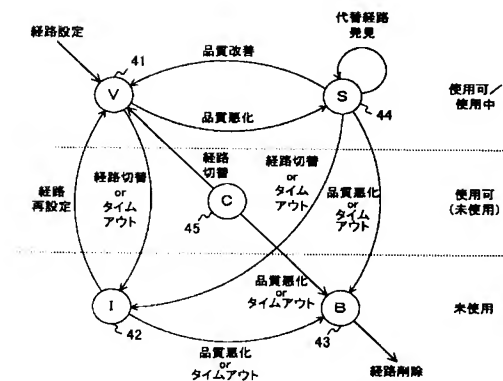 代替経路
発見
経路設定
41
品質改善
V
S
44
使用可/
使用中
品質悪化
経路
切替
経路切替
or タイム
アウト
経路
再設定
経路切替
or
タイム
アウト
品質悪化
or
タイム
アウト
使用可
(未使用)
C
45
I
42
品質悪化
or
タイムアウト
B
43
未使用
品質悪化
or
タイムアウト
経路削除